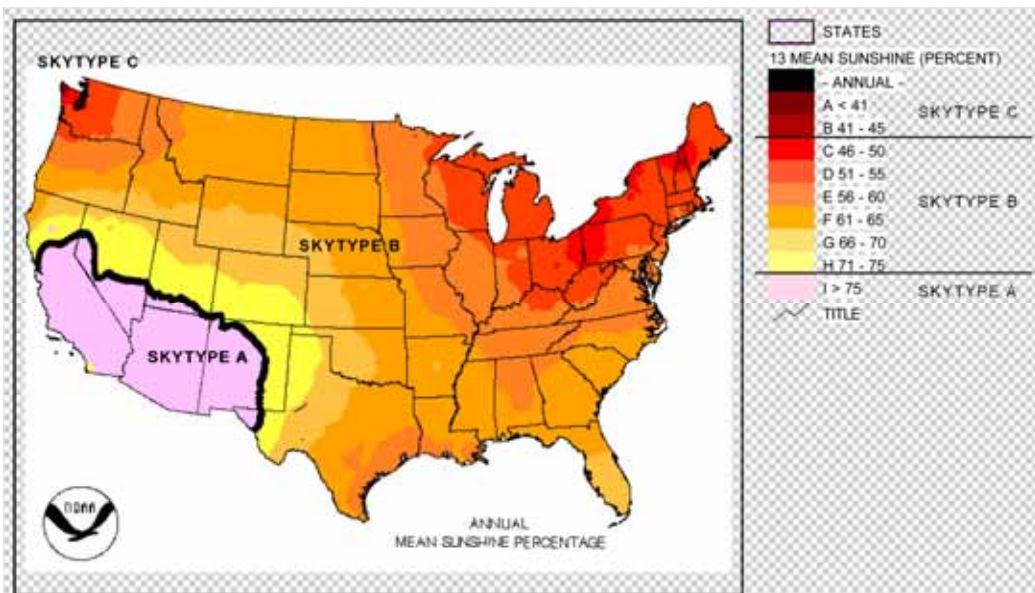 SKYTYPE C
SKYTYPE B
SKYTYPE A
NOAA
ANNUAL
MEAN SUNSHINE PERCENTAGE
STATES
13 MEAN SUNSHINE (PERCENT)
- ANNUAL -
A < 41
B 41 - 45
SKYTYPE C
C 46 - 50
D 51 - 55
E 56 - 60
F 61 - 65
G 66 - 70
H 71 - 75
SKYTYPE B
I > 75
SKYTYPE A
TITLE